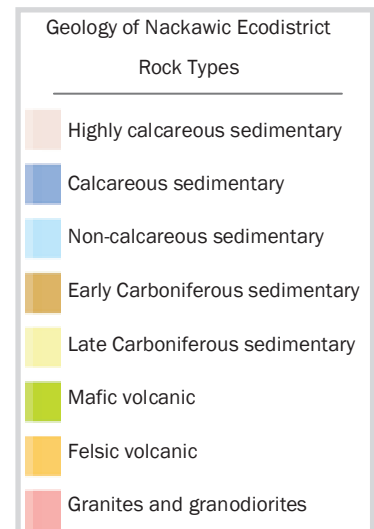 Geology of Nackawic Ecodistrict
Rock Types
Highly calcareous sedimentary
Calcareous sedimentary
Non-calcareous sedimentary
Early Carboniferous sedimentary
Late Carboniferous sedimentary
Mafic volcanic
Felsic volcanic
Granites and granodiorites